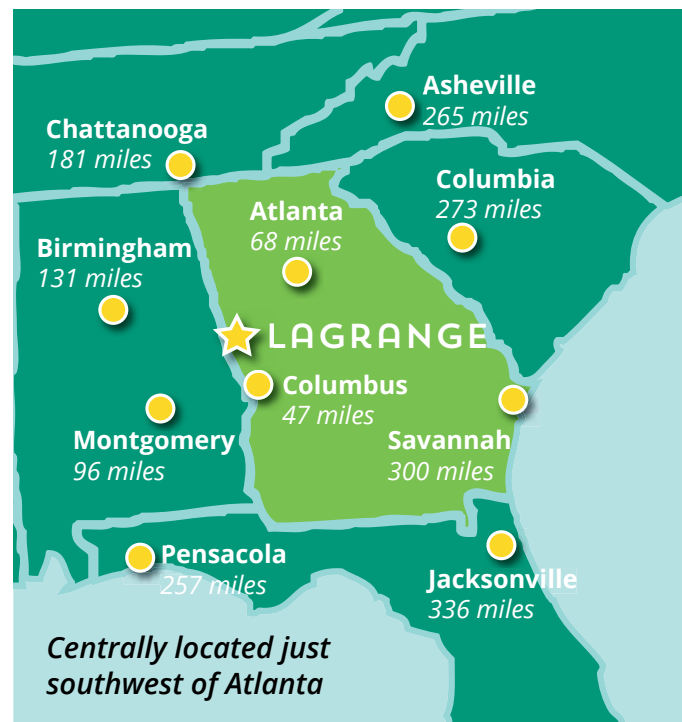 Asheville
265 miles
Chattanooga
181 miles
Columbia
273 miles
Atlanta
68 miles
Birmingham
131 miles
LAGRANGE
Columbus
47 miles
Montgomery
96 miles
Savannah
300 miles
Pensacola
257 miles
Jacksonville
336 miles
Centrally located just
southwest of Atlanta